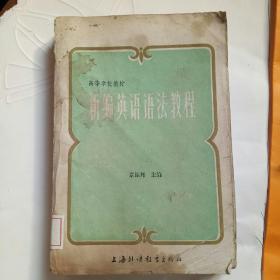 高等学校教材
新编英语语法教程
章振邦 主编
上海外语教育出版社